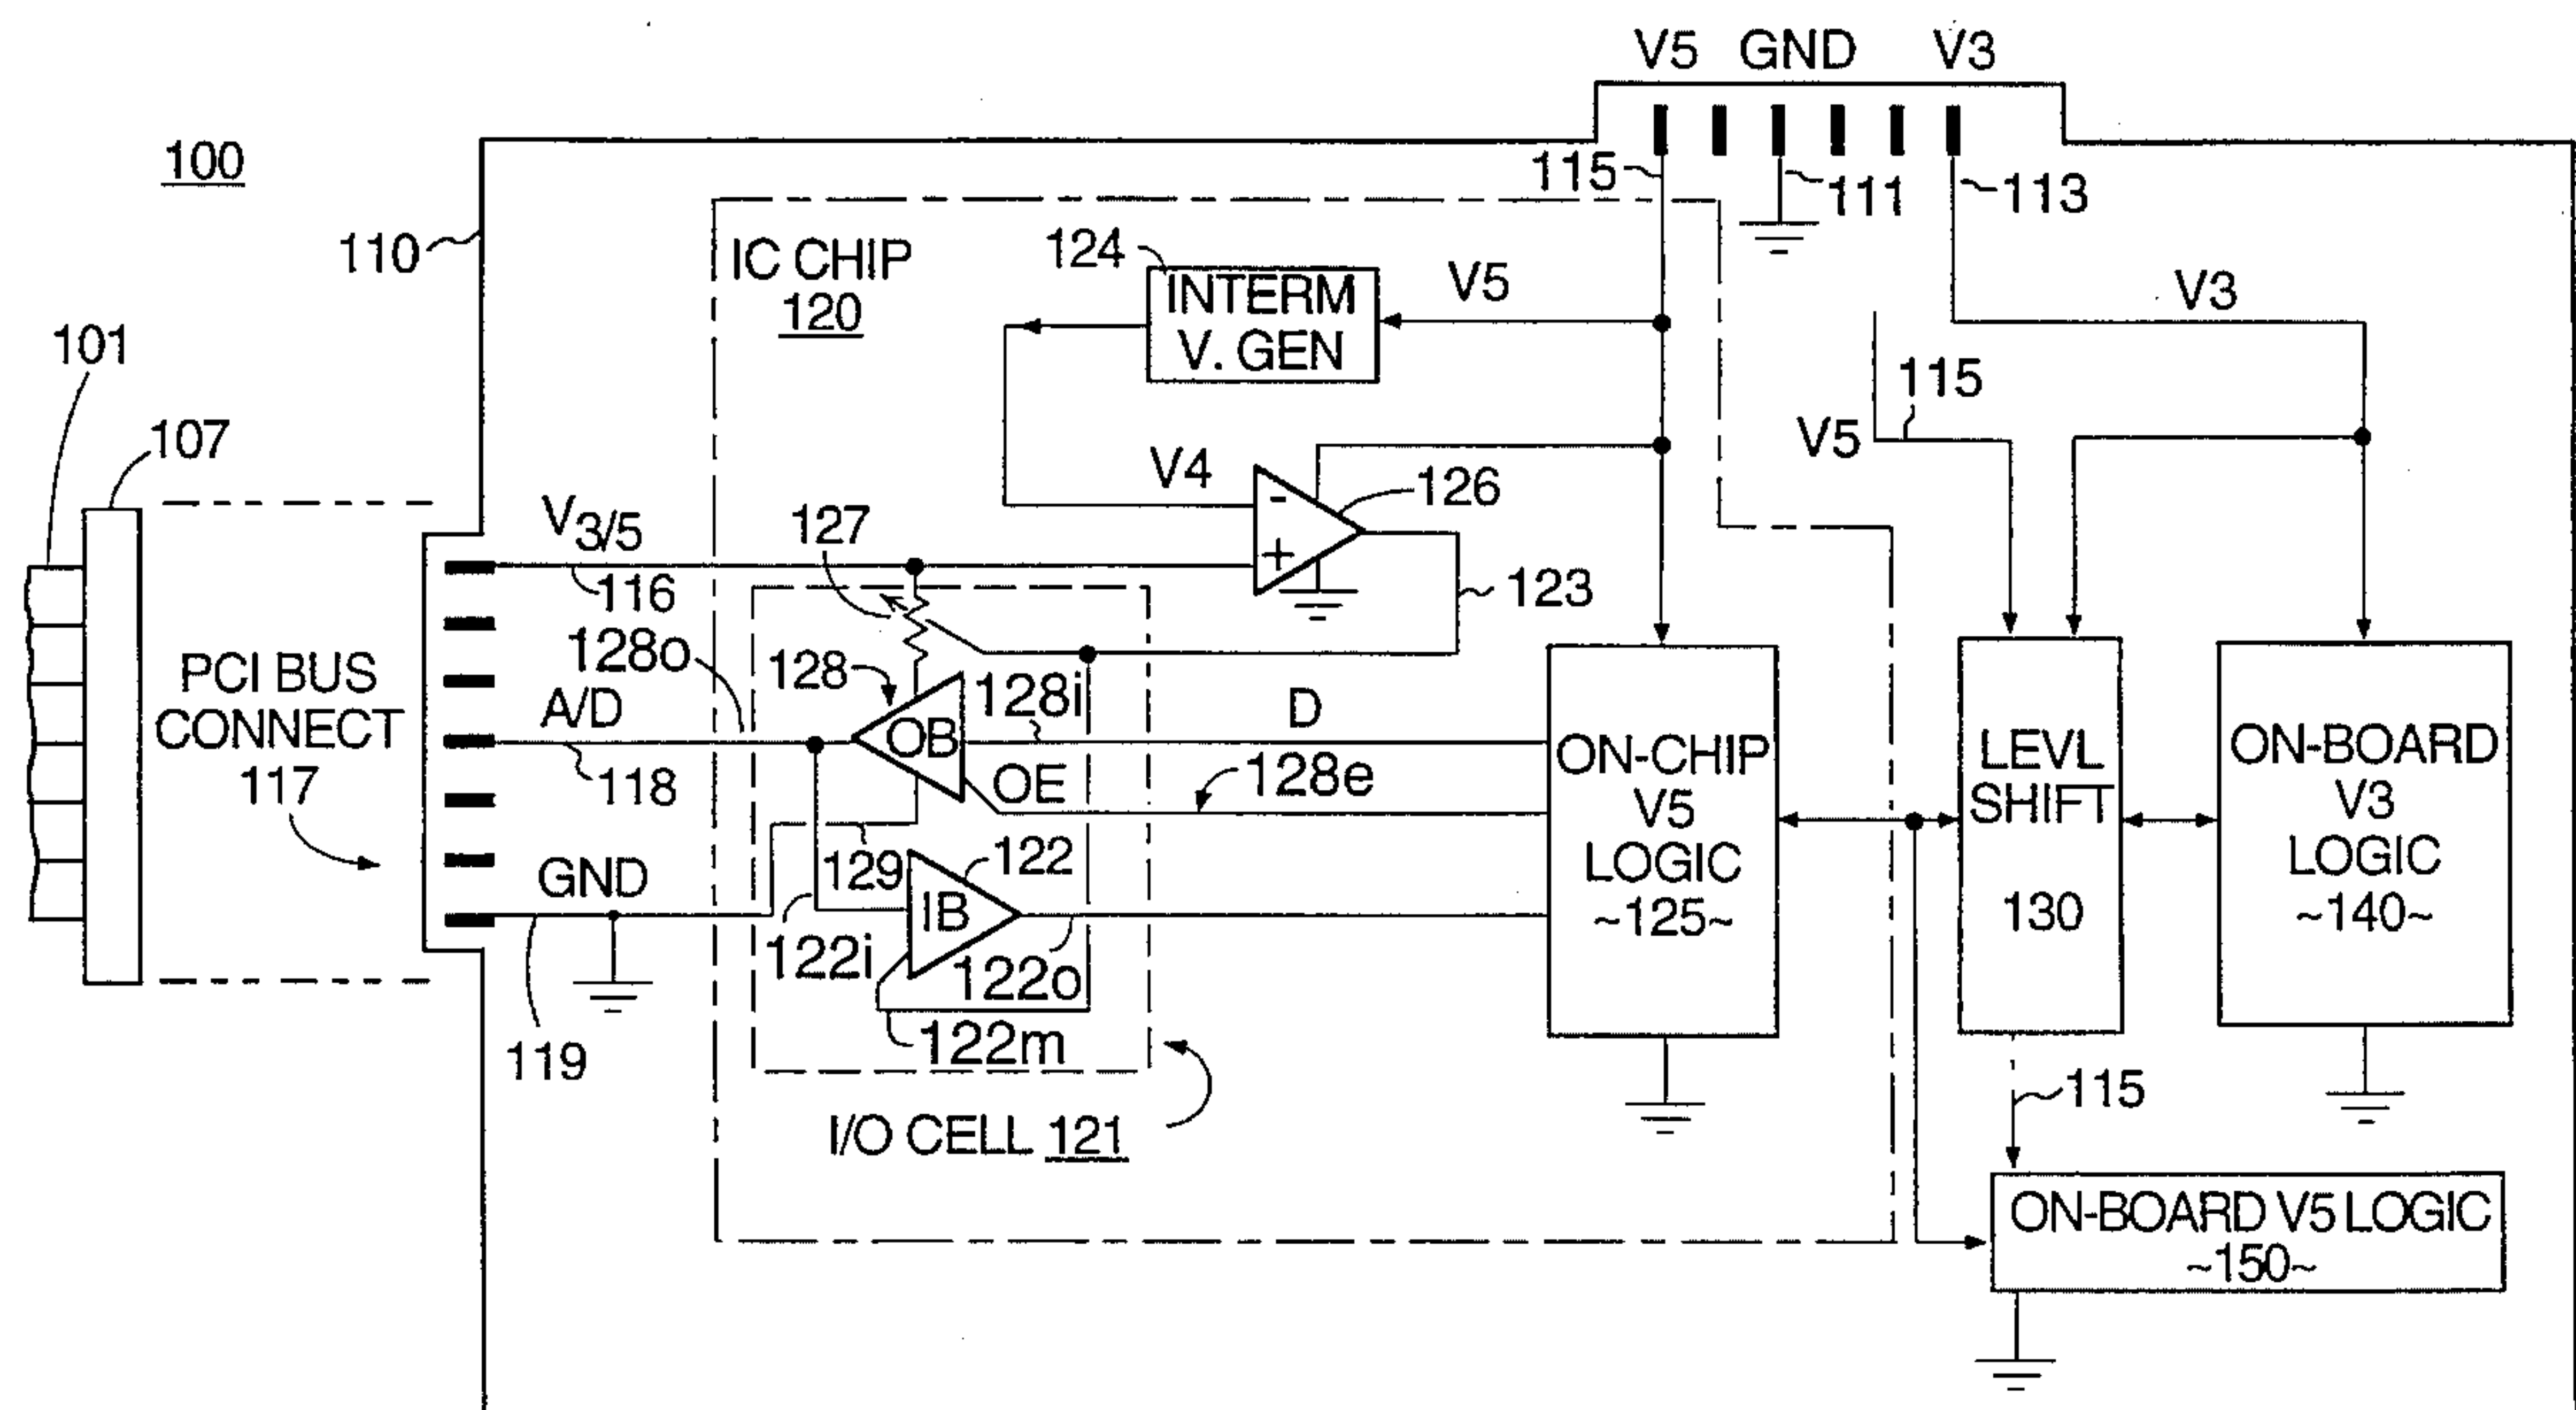 V5 GND V3
100
115
111
113
110
IC CHIP
120
124
INTERM
V. GEN
V5
V3
101
115
V5
107
V4
-
+
126
V3/5
127
116
123
128o
PCI BUS
CONNECT
117
128
OB
128i
D
A/D
118
OE
128e
ON-CHIP
V5
LOGIC
~125~
LEVL
SHIFT
130
ON-BOARD
V3
LOGIC
~140~
GND
129
122
IB
122i
122o
122m
119
115
I/O CELL 121
ON-BOARD V5 LOGIC
~150~